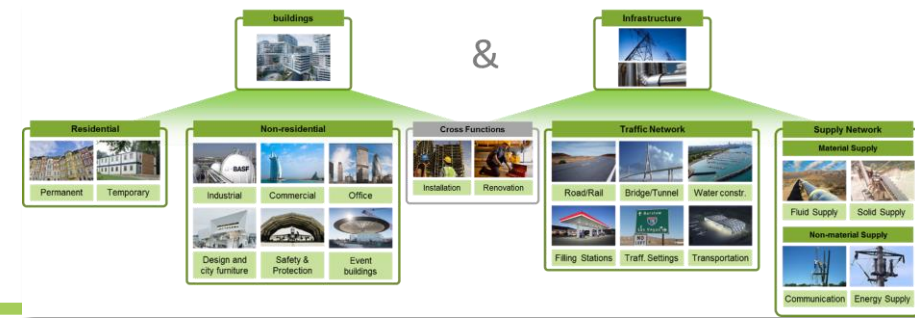 buildings
&
Infrastructure
Residential
Permanent
Temporary
Non-residential
BASF
Industrial
Commercial
Office
Design and
city furniture
Safety &
Protection
Event
buildings
Cross Functions
Installation
Renovation
Traffic Network
Road/Rail
Bridge/Tunnel
Water constr.
Filling Stations
Traff. Settings
Transportation
Supply Network
Material Supply
Fluid Supply
Solid Supply
Non-material Supply
Communication
Energy Supply